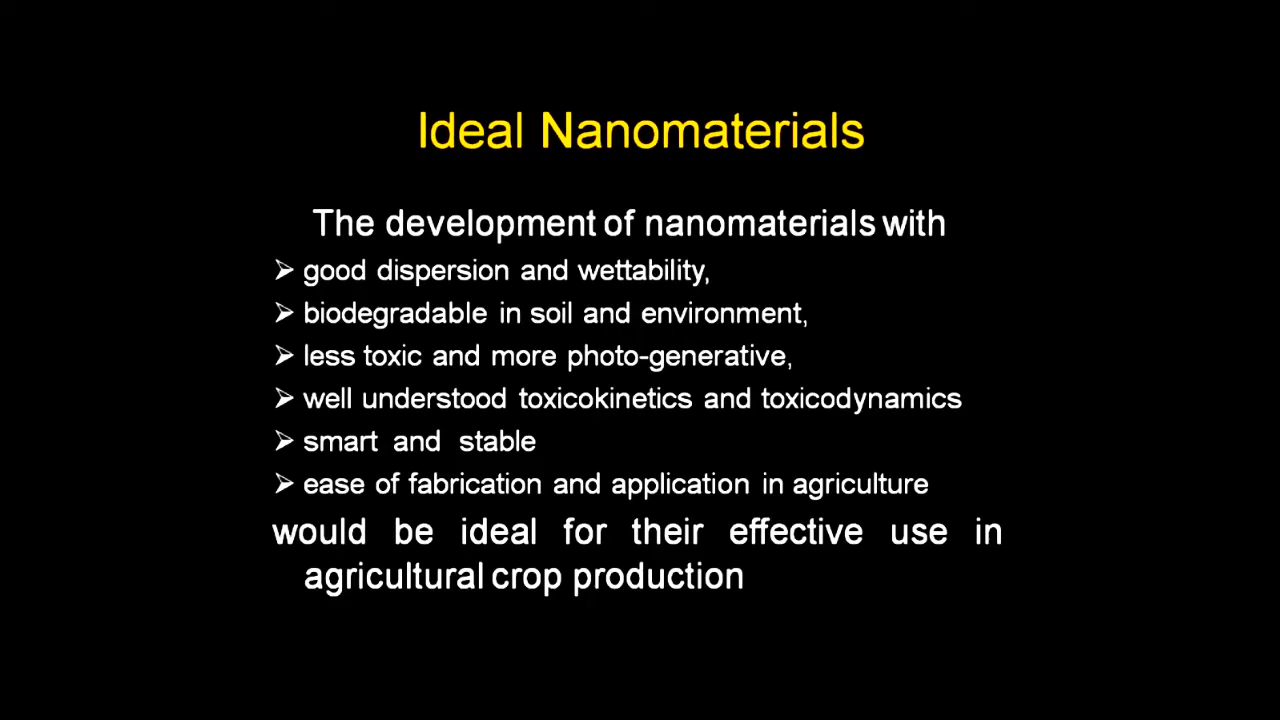 Ideal Nanomaterials
The development of nanomaterials with
➢ good dispersion and wettability,
➢ biodegradable in soil and environment,
➢ less toxic and more photo-generative,
➢ well understood toxicokinetics and toxicodynamics
➢ smart and stable
➢ ease of fabrication and application in agriculture
would be ideal for their effective use in
agricultural crop production